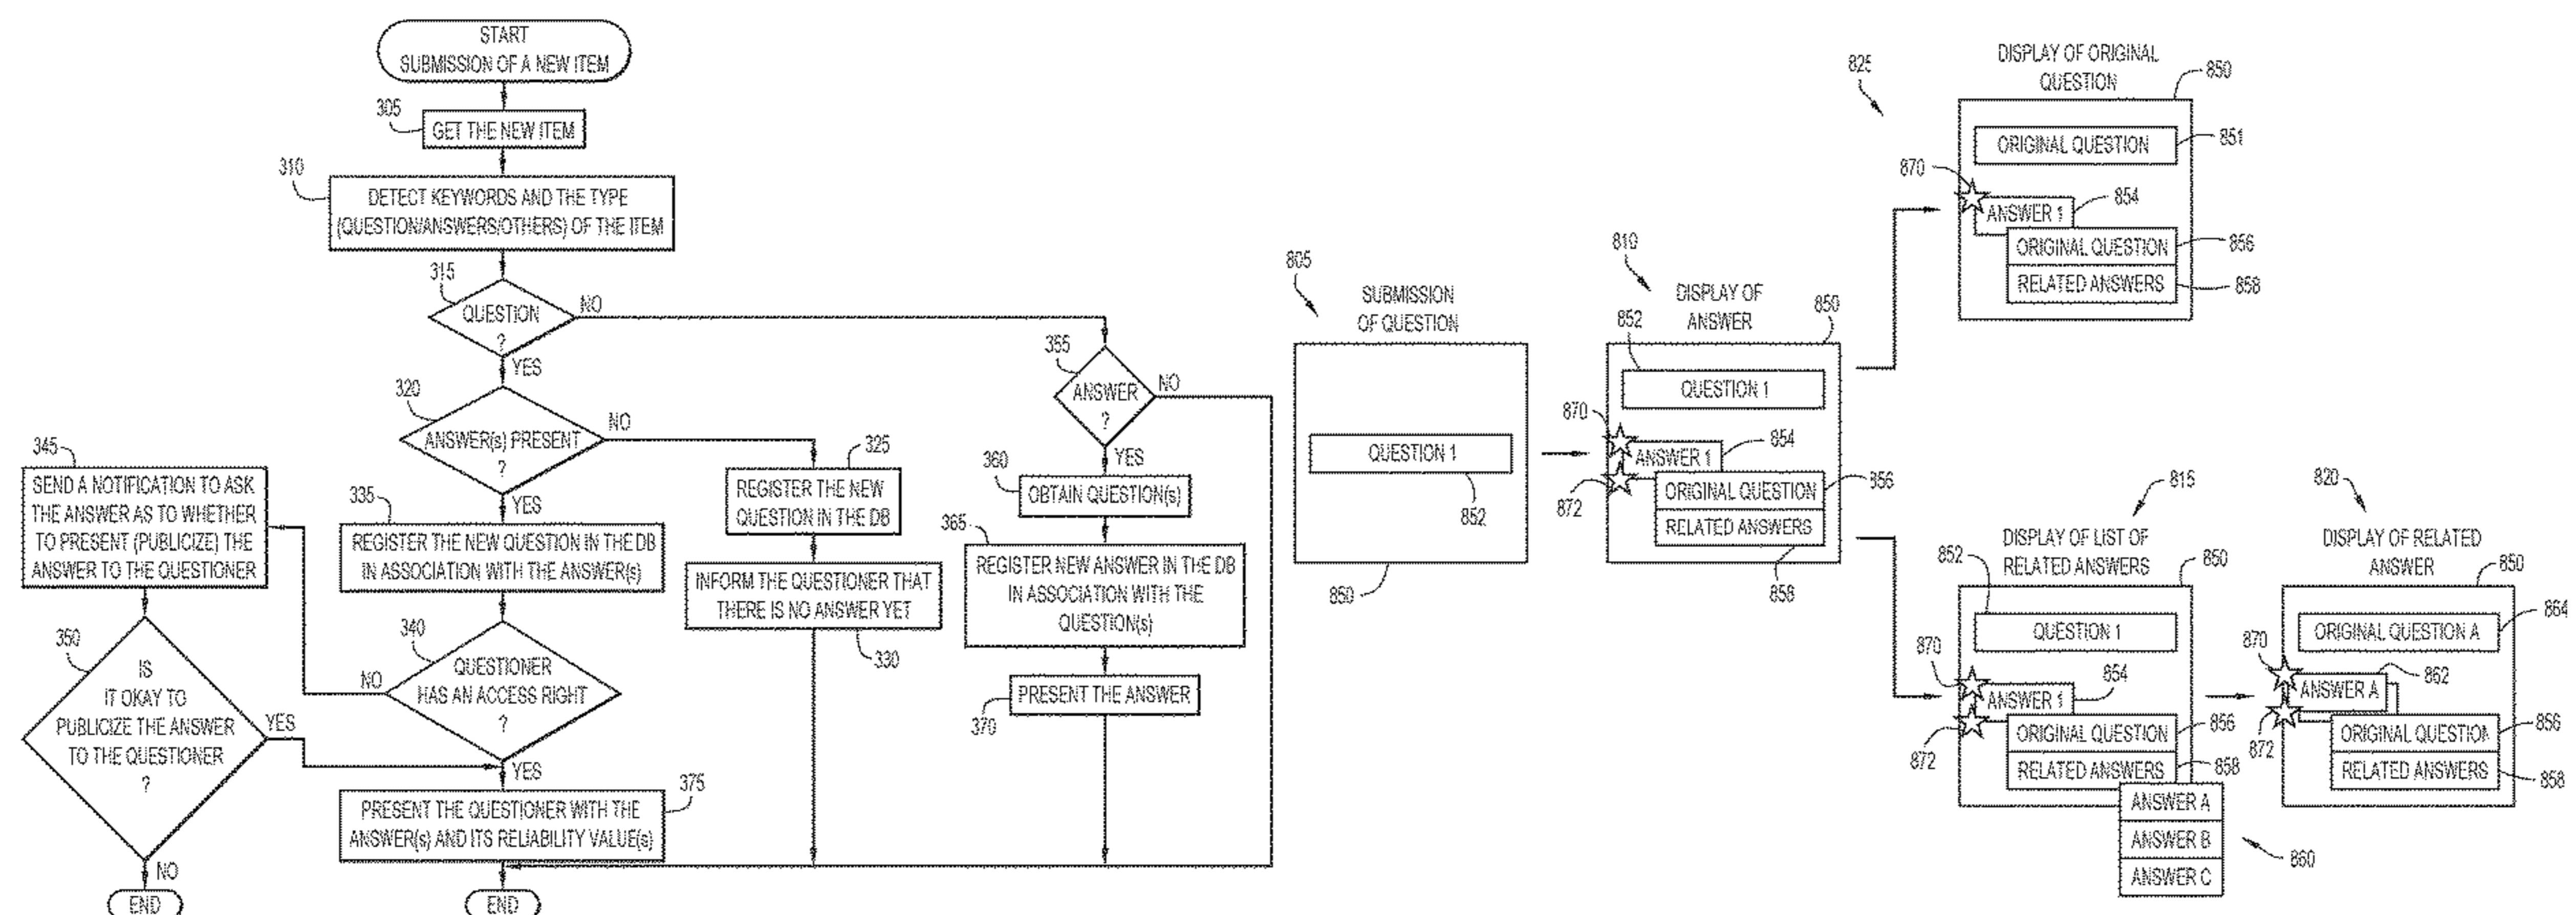 START
SUBMISSION OF A NEW ITEM
305
GET THE NEW ITEM
310
DETECT KEYWORDS AND THE TYPE
(QUESTION/ANSWERS/OTHERS) OF THE ITEM
315
QUESTION
?
NO
YES
320
ANSWER(s) PRESENT
?
NO
YES
325
REGISTER THE NEW
QUESTION IN THE DB
INFORM THE QUESTIONER THAT
THERE IS NO ANSWER YET
330
335
REGISTER THE NEW QUESTION IN THE DB
IN ASSOCIATION WITH THE ANSWER(s)
340
QUESTIONER
HAS AN ACCESS RIGHT
?
NO
YES
345
SEND A NOTIFICATION TO ASK
THE ANSWER AS TO WHETHER
TO PRESENT (PUBLICIZE) THE
ANSWER TO THE QUESTIONER
350
IS
IT OKAY TO
PUBLICIZE THE ANSWER
TO THE QUESTIONER
?
YES
NO
END
375
PRESENT THE QUESTIONER WITH THE
ANSWER(s) AND ITS RELIABILITY VALUE(s)
END
355
ANSWER
?
NO
YES
360
OBTAIN QUESTION(s)
365
REGISTER NEW ANSWER IN THE DB
IN ASSOCIATION WITH THE
QUESTION(s)
PRESENT THE ANSWER
370
805
SUBMISSION
OF QUESTION
QUESTION 1
852
850
810
DISPLAY OF
ANSWER
850
852
QUESTION 1
870
ANSWER 1
854
872
ORIGINAL QUESTION
856
RELATED ANSWERS
858
825
DISPLAY OF ORIGINAL
QUESTION
850
ORIGINAL QUESTION
851
870
ANSWER 1
854
ORIGINAL QUESTION
856
RELATED ANSWERS
858
815
DISPLAY OF LIST OF
RELATED ANSWERS
850
852
QUESTION 1
870
ANSWER 1
854
872
ORIGINAL QUESTION
856
RELATED ANSWERS
858
ANSWER A
ANSWER B
ANSWER C
860
820
DISPLAY OF RELATED
ANSWER
850
ORIGINAL QUESTION A
864
870
ANSWER A
862
872
ORIGINAL QUESTION
856
RELATED ANSWERS
858